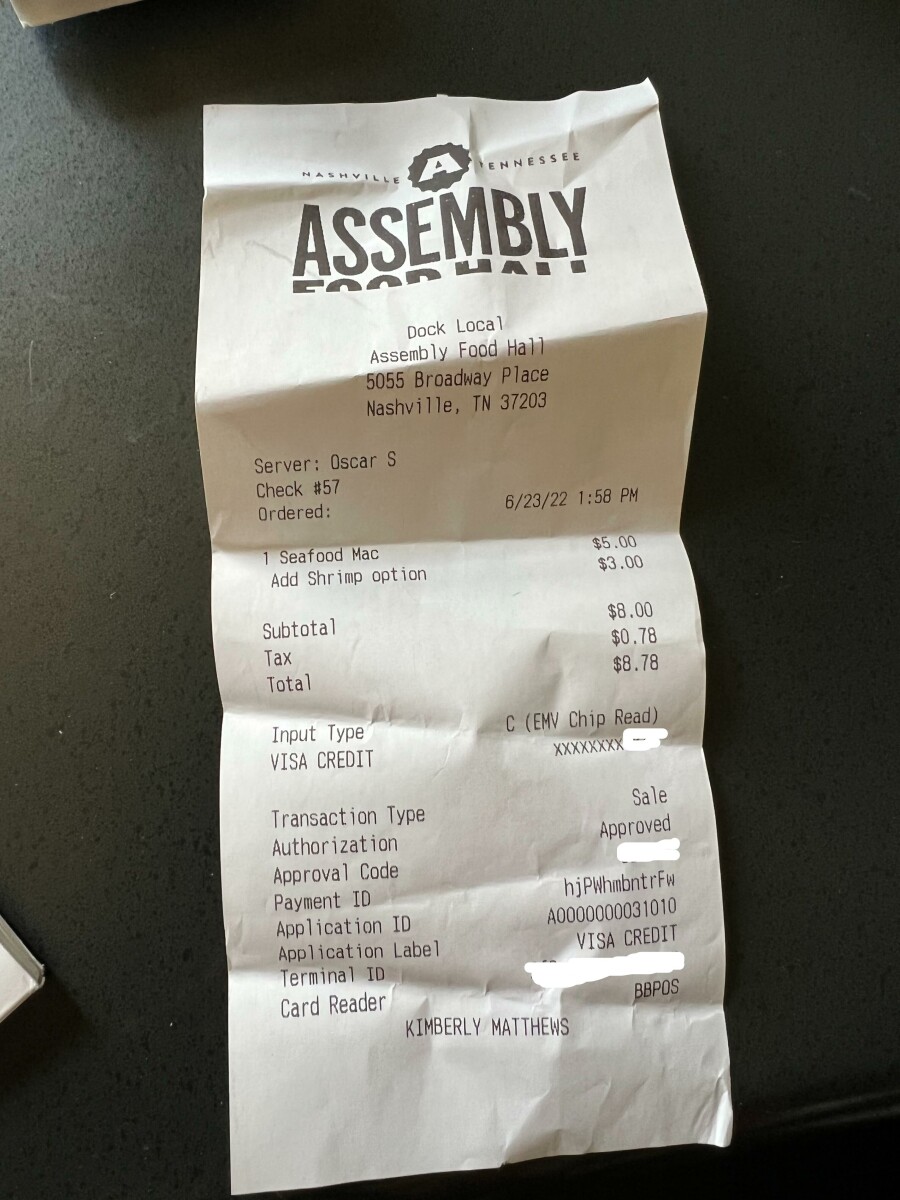 NASHVILLE A TENNESSEE
ASSEMBLY
FOOD HALL
Dock Local
Assembly Food Hall
5055 Broadway Place
Nashville, TN 37203
Server: Oscar S
Check #57
Ordered: 6/23/22 1:58 PM
1 Seafood Mac $5.00
Add Shrimp option $3.00
Subtotal $8.00
Tax $0.78
Total $8.78
Input Type C (EMV Chip Read)
VISA CREDIT XXXXXXXX
Transaction Type Sale
Authorization Approved
Approval Code
Payment ID hjPWhmbntrFw
Application ID A0000000031010
Application Label VISA CREDIT
Terminal ID
Card Reader BBPOS
KIMBERLY MATTHEWS